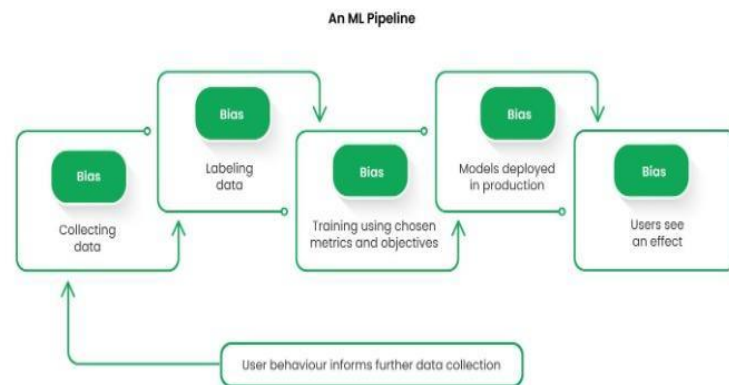 An ML Pipeline
Bias
Collecting
data
Bias
Labeling
data
Bias
Training using chosen
metrics and objectives
Bias
Models deployed
in production
Bias
Users see
an effect
User behaviour informs further data collection